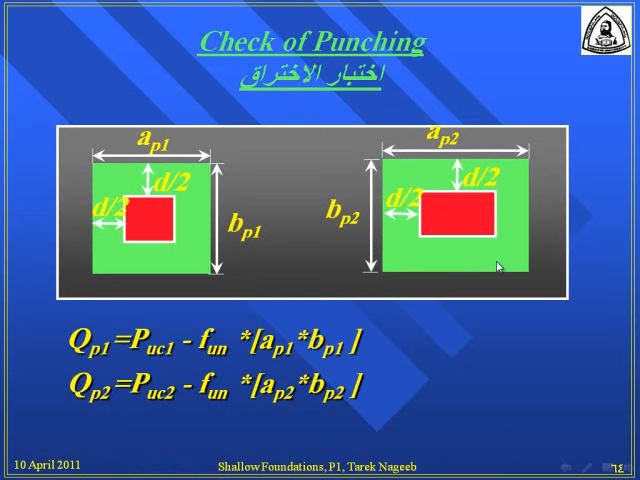 Check of Punching
اختبار الاختراق
a_p1
d/2
d/2
b_p1
a_p2
d/2
d/2
b_p2
Q_p1 =P_uc1 - f_un *[a_p1*b_p1 ]
Q_p2 =P_uc2 - f_un *[a_p2*b_p2 ]
10 April 2011
Shallow Foundations, P1, Tarek Nageeb
٦٤